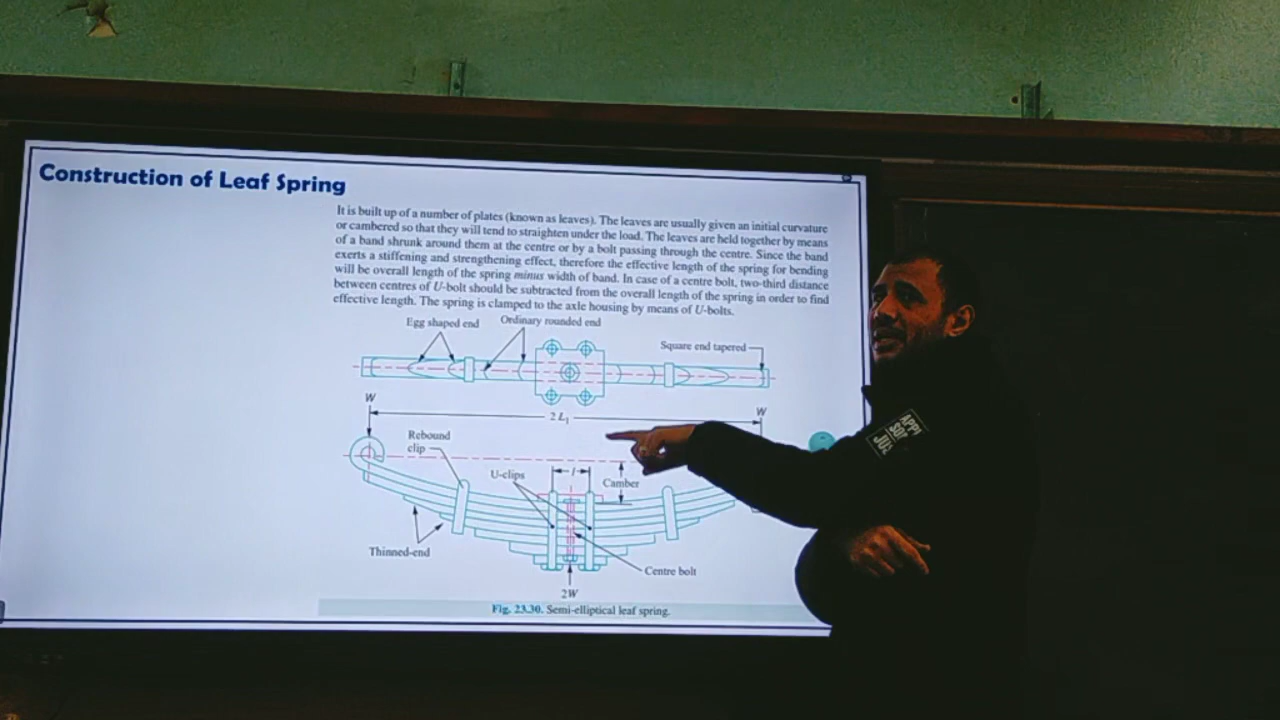 Construction of Leaf Spring
It is built up of a number of plates (known as leaves). The leaves are usually given an initial curvature
or cambered so that they will tend to straighten under the load. The leaves are held together by means
of a band shrunk around them at the centre or by a bolt passing through the centre. Since the band
exerts a stiffening and strengthening effect, therefore the effective length of the spring for bending
will be overall length of the spring minus width of band. In case of a centre bolt, two-third distance
between centres of U-bolt should be subtracted from the overall length of the spring in order to find
effective length. The spring is clamped to the axle housing by means of U-bolts.
Egg shaped end
Ordinary rounded end
Square end tapered
W
2 L1
W
Rebound
clip
U-clips
l
Camber
Thinned-end
Centre bolt
2W
Fig. 23.30. Semi-elliptical leaf spring.